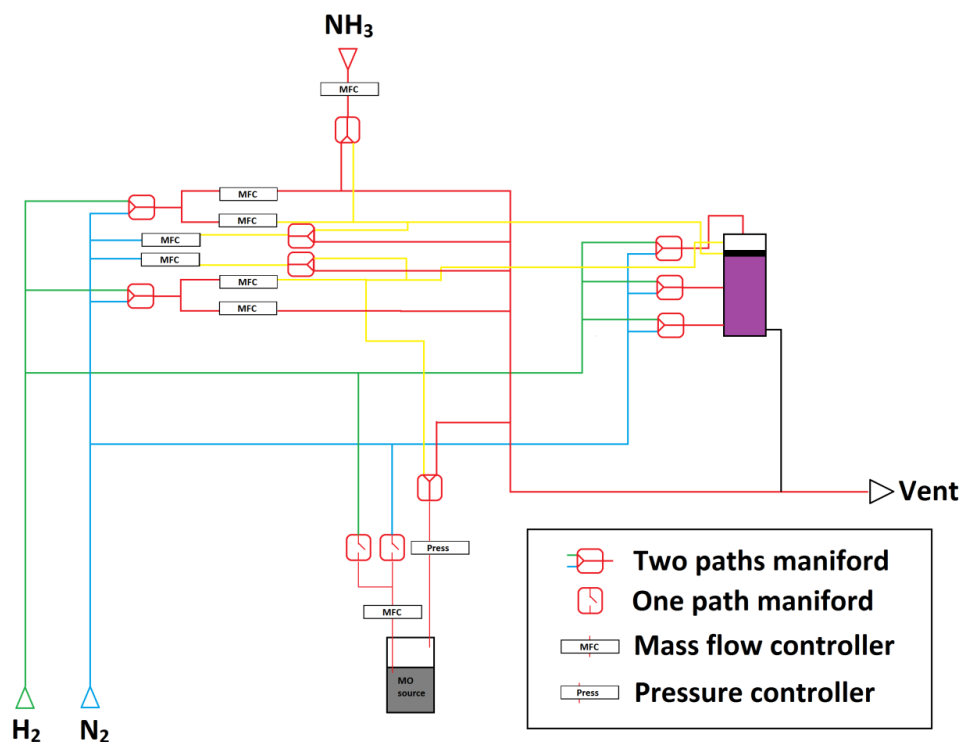 NH₃
MFC
MFC
MFC
MFC
MFC
MFC
MFC
Vent
Press
MFC
MO
source
Two paths maniford
One path maniford
MFC Mass flow controller
Press Pressure controller
H₂ N₂